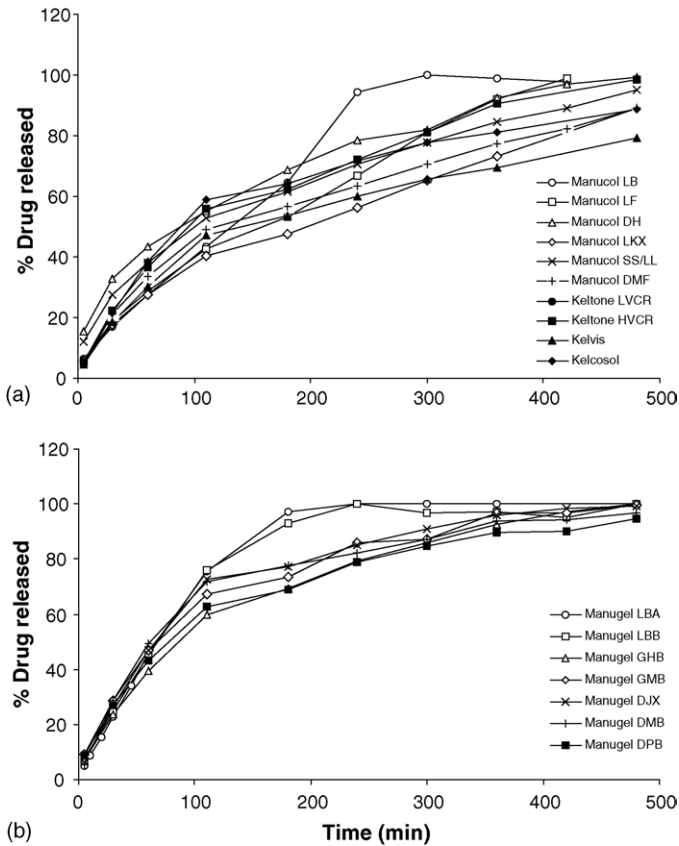 120
100
80
60
40
20
0
% Drug released
0 100 200 300 400 500
Manucol LB
Manucol LF
Manucol DH
Manucol LKX
Manucol SS/LL
Manucol DMF
Keltone LVCR
Keltone HVCR
Kelvis
Kelcosol
(a)
120
100
80
60
40
20
0
% Drug released
0 100 200 300 400 500
Manugel LBA
Manugel LBB
Manugel GHB
Manugel GMB
Manugel DJX
Manugel DMB
Manugel DPB
(b)
Time (min)